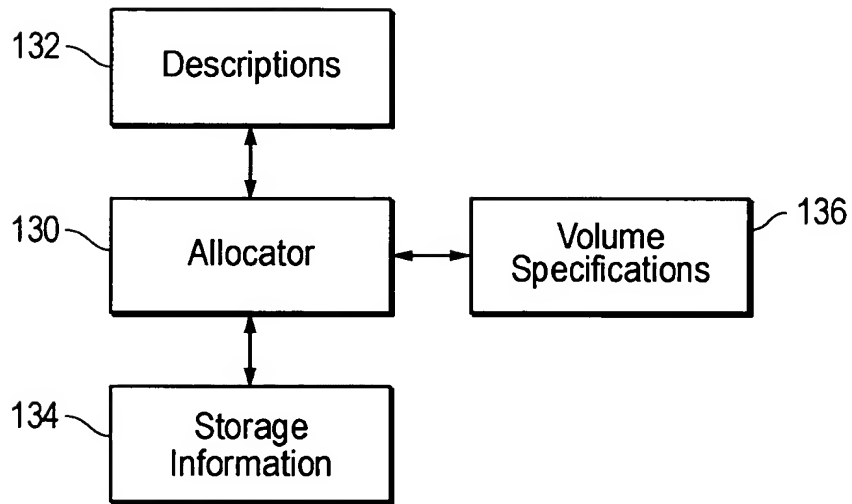 132
Descriptions
130
Allocator
Volume
Specifications
136
134
Storage
Information